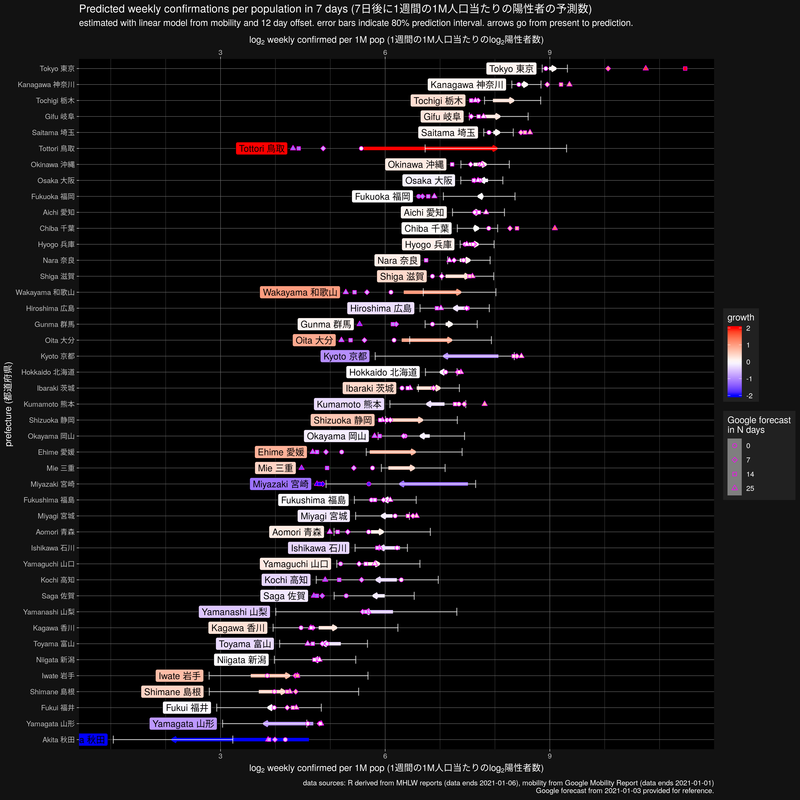 Predicted weekly confirmations per population in 7 days (7日後に1週間の1M人口当たりの陽性者の予測数)
estimated with linear model from mobility and 12 day offset. error bars indicate 80% prediction interval. arrows go from present to prediction.
log₂ weekly confirmed per 1M pop (1週間の1M人口当たりのlog₂陽性者数)
3 6 9
Tokyo 東京 Tokyo 東京
Kanagawa 神奈川 Kanagawa 神奈川
Tochigi 栃木 Tochigi 栃木
Gifu 岐阜 Gifu 岐阜
Saitama 埼玉 Saitama 埼玉
Tottori 鳥取 Tottori 鳥取
Okinawa 沖縄 Okinawa 沖縄
Osaka 大阪 Osaka 大阪
Fukuoka 福岡 Fukuoka 福岡
Aichi 愛知 Aichi 愛知
Chiba 千葉 Chiba 千葉
Hyogo 兵庫 Hyogo 兵庫
Nara 奈良 Nara 奈良
Shiga 滋賀 Shiga 滋賀
Wakayama 和歌山 Wakayama 和歌山
Hiroshima 広島 Hiroshima 広島
Gunma 群馬 Gunma 群馬
Oita 大分 Oita 大分
Kyoto 京都 Kyoto 京都
Hokkaido 北海道 Hokkaido 北海道
Ibaraki 茨城 Ibaraki 茨城
Kumamoto 熊本 Kumamoto 熊本
Shizuoka 静岡 Shizuoka 静岡
Okayama 岡山 Okayama 岡山
Ehime 愛媛 Ehime 愛媛
Mie 三重 Mie 三重
Miyazaki 宮崎 Miyazaki 宮崎
Fukushima 福島 Fukushima 福島
Miyagi 宮城 Miyagi 宮城
Aomori 青森 Aomori 青森
Ishikawa 石川 Ishikawa 石川
Yamaguchi 山口 Yamaguchi 山口
Kochi 高知 Kochi 高知
Saga 佐賀 Saga 佐賀
Yamanashi 山梨 Yamanashi 山梨
Kagawa 香川 Kagawa 香川
Toyama 富山 Toyama 富山
Niigata 新潟 Niigata 新潟
Iwate 岩手 Iwate 岩手
Shimane 島根 Shimane 島根
Fukui 福井 Fukui 福井
Yamagata 山形 Yamagata 山形
Akita 秋田 秋田
prefecture (都道府県)
growth
2
1
0
-1
-2
Google forecast
in N days
0
7
14
25
3 6 9
log₂ weekly confirmed per 1M pop (1週間の1M人口当たりのlog₂陽性者数)
data sources: R derived from MHLW reports (data ends 2021-01-06), mobility from Google Mobility Report (data ends 2021-01-01)
Google forecast from 2021-01-03 provided for reference.